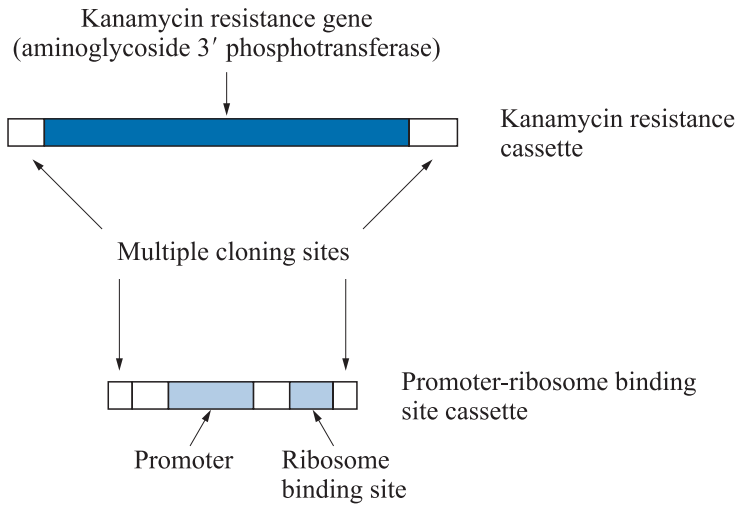 Kanamycin resistance gene
(aminoglycoside 3′ phosphotransferase)
Kanamycin resistance
cassette
Multiple cloning sites
Promoter-ribosome binding
site cassette
Promoter
Ribosome
binding site